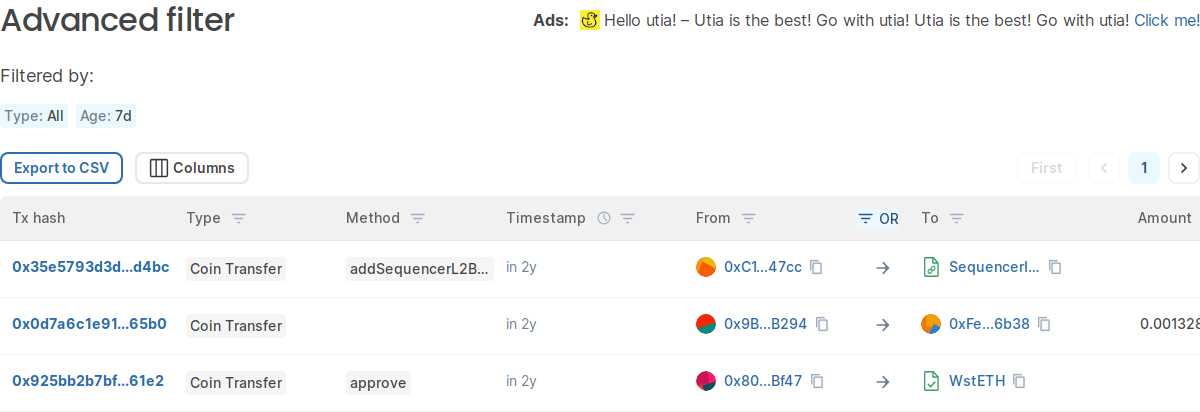 Advanced filter
Ads: Hello utia! – Utia is the best! Go with utia! Utia is the best! Go with utia! Click me!
Filtered by:
Type: All Age: 7d
Export to CSV Columns First 1
Tx hash Type Method Timestamp From OR To Amount
0x35e5793d3d...d4bc Coin Transfer addSequencerL2B... in 2y 0xC1...47cc SequencerI...
0x0d7a6c1e91...65b0 Coin Transfer in 2y 0x9B...B294 0xFe...6b38 0.001328
0x925bb2b7bf...61e2 Coin Transfer approve in 2y 0x80...Bf47 WstETH